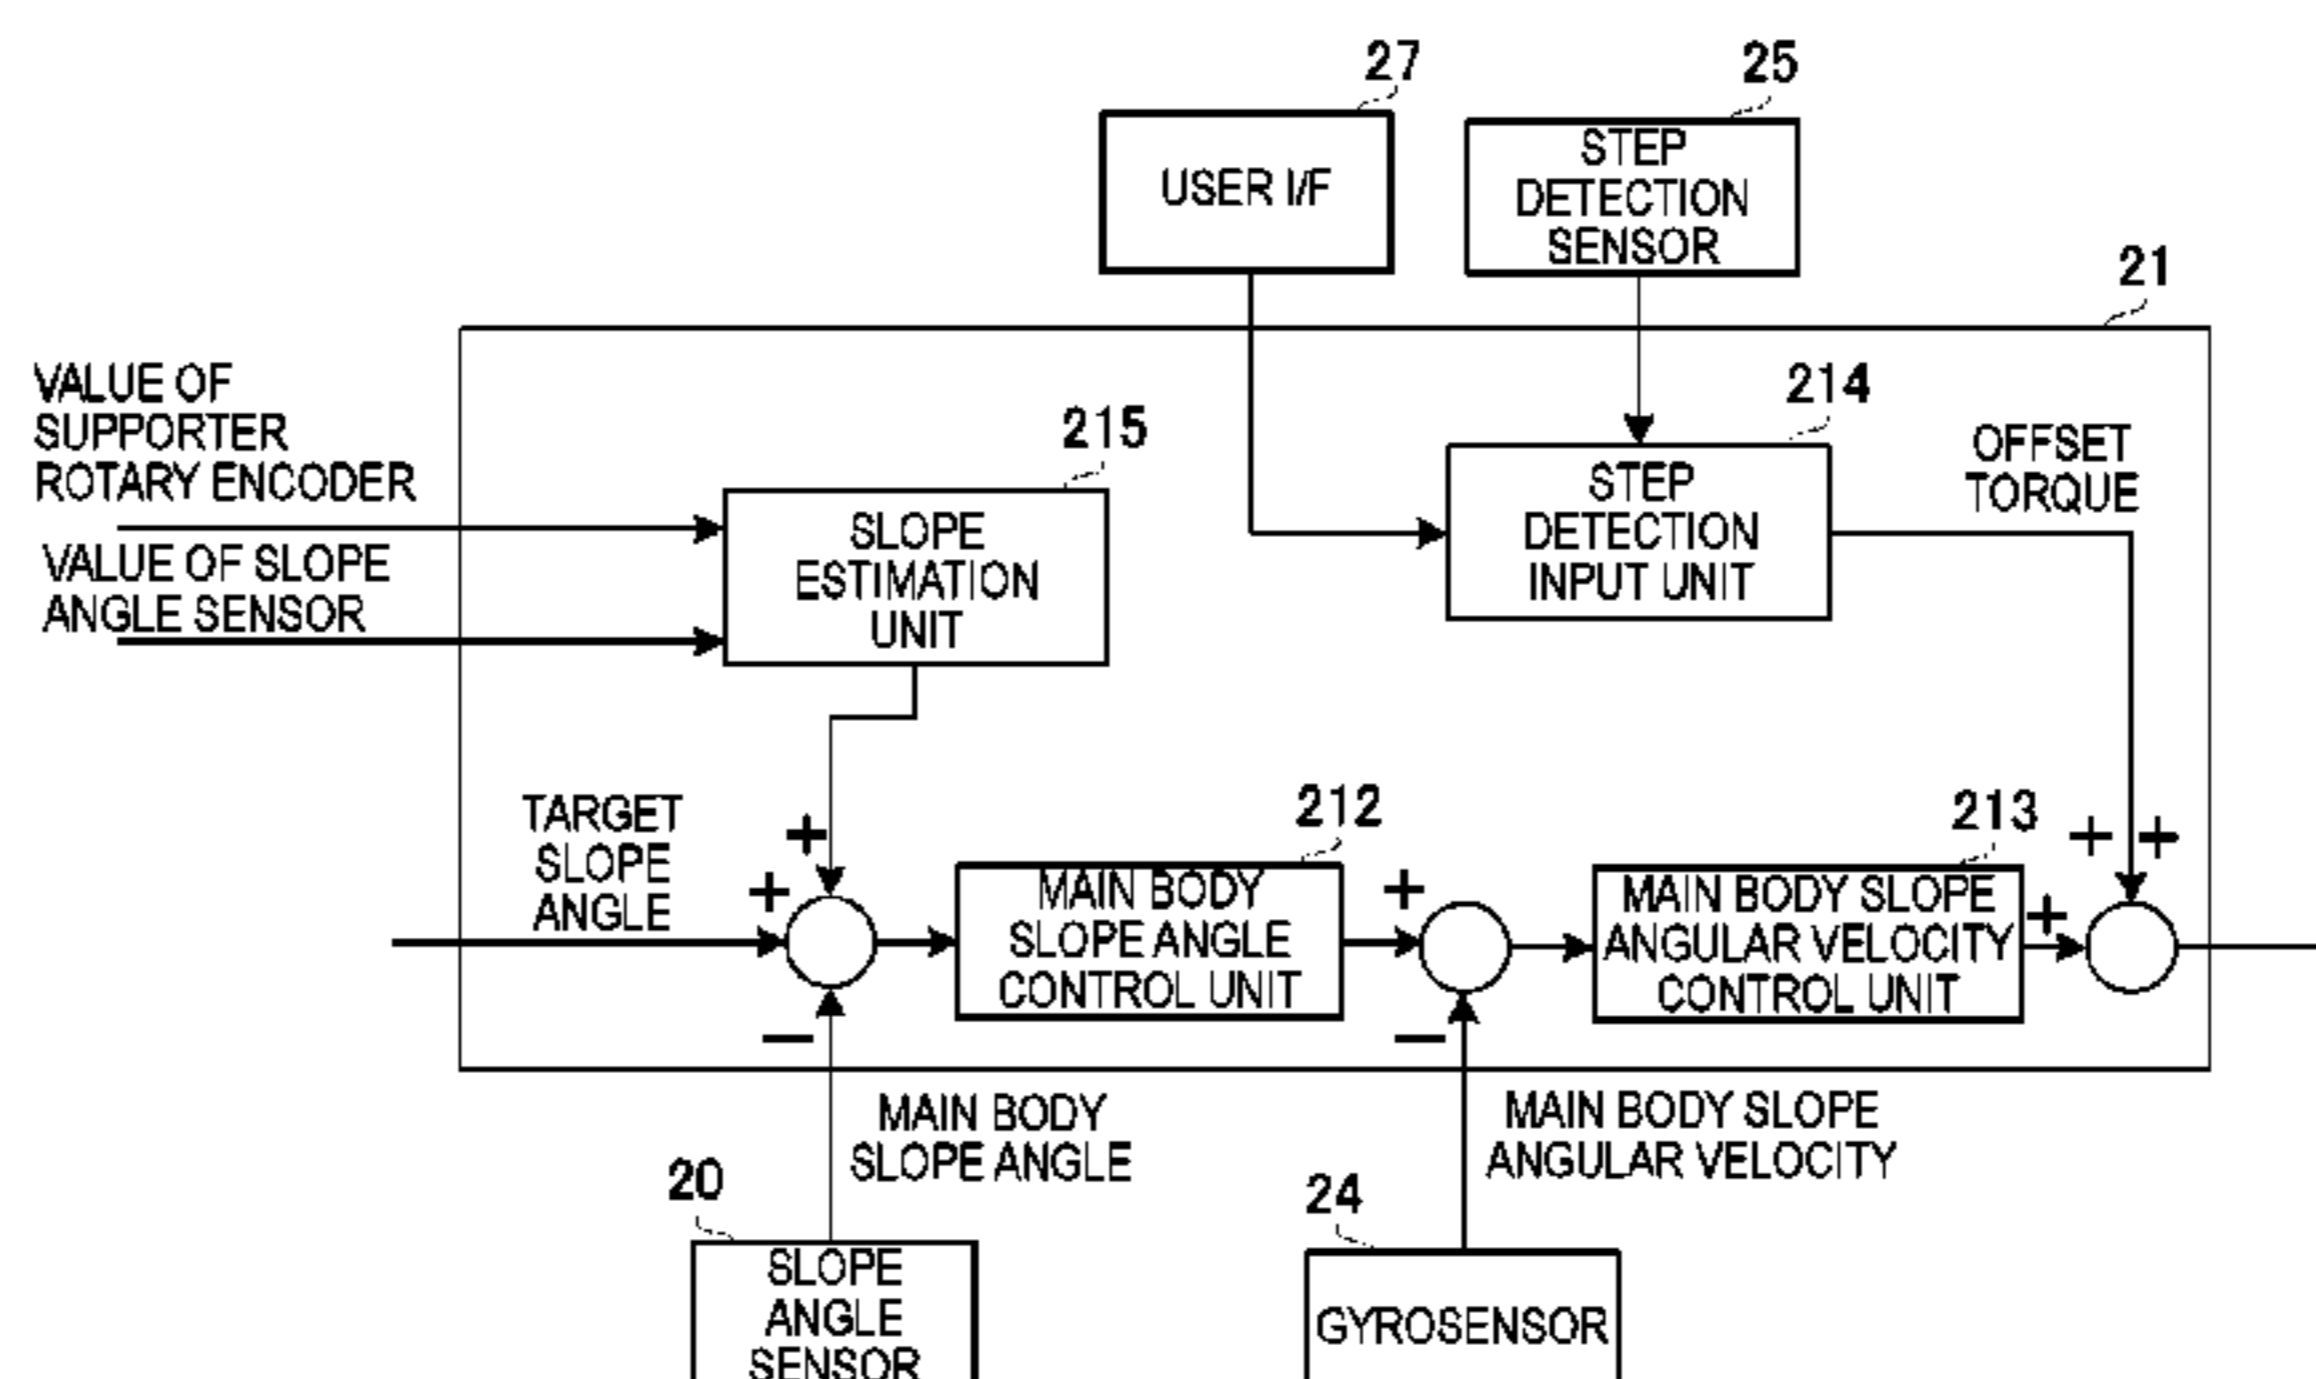 27
25
USER I/F
STEP
DETECTION
SENSOR
21
VALUE OF
SUPPORTER
ROTARY ENCODER
VALUE OF SLOPE
ANGLE SENSOR
215
SLOPE
ESTIMATION
UNIT
214
STEP
DETECTION
INPUT UNIT
OFFSET
TORQUE
TARGET
SLOPE
ANGLE
+
+
−
212
MAIN BODY
SLOPE ANGLE
CONTROL UNIT
+
−
213
MAIN BODY SLOPE
ANGULAR VELOCITY
CONTROL UNIT
+ +
+
MAIN BODY
SLOPE ANGLE
MAIN BODY SLOPE
ANGULAR VELOCITY
20
SLOPE
ANGLE
SENSOR
24
GYROSENSOR